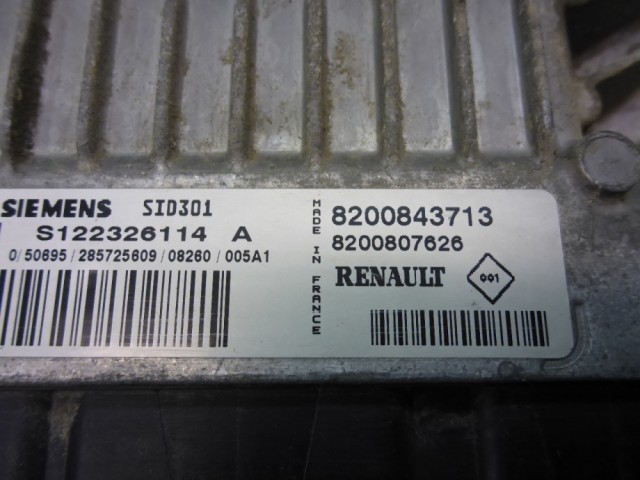 SIEMENS SID301
S122326114 A
0/50695/285725609/08260/005A1
MADE IN FRANCE
8200843713
8200807626
RENAULT 001